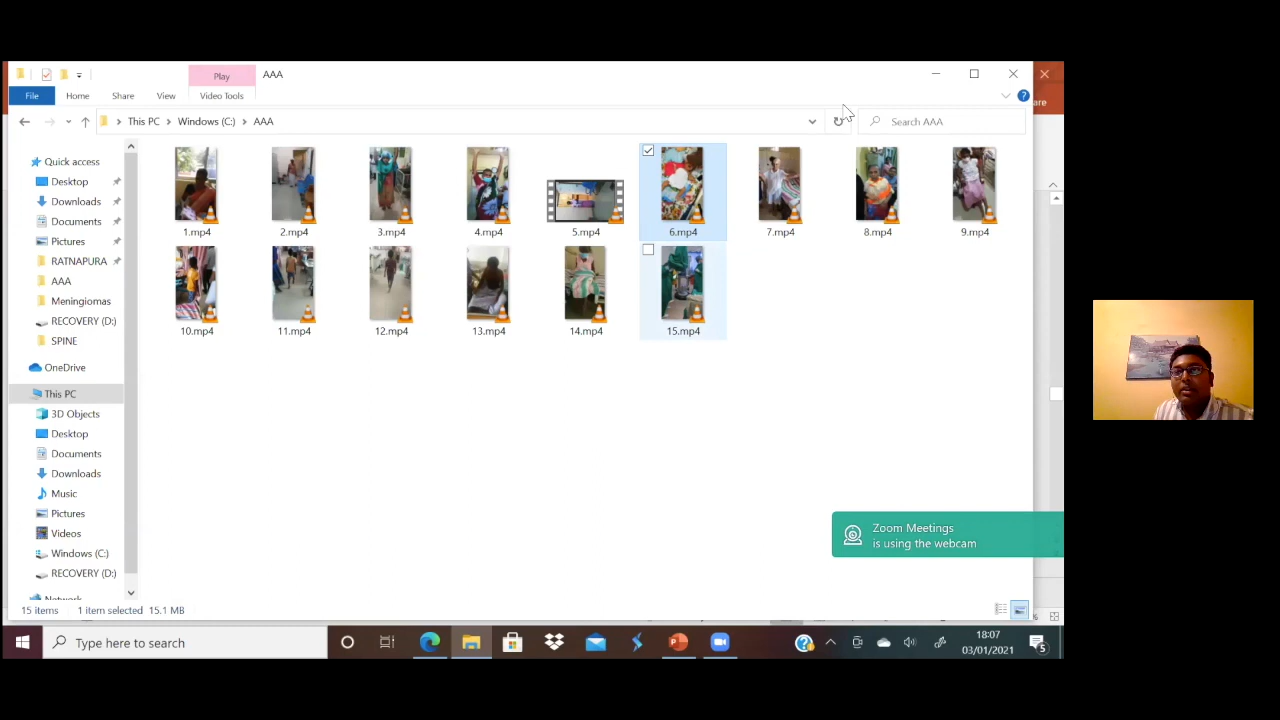 Play
AAA
File
Home
Share
View
Video Tools
are
This PC
Windows (C:)
AAA
Search AAA
Quick access
Desktop
Downloads
Documents
Pictures
RATNAPURA
AAA
Meningiomas
RECOVERY (D:)
SPINE
OneDrive
This PC
3D Objects
Desktop
Documents
Downloads
Music
Pictures
Videos
Windows (C:)
RECOVERY (D:)
Network
1.mp4
2.mp4
3.mp4
4.mp4
5.mp4
6.mp4
7.mp4
8.mp4
9.mp4
10.mp4
11.mp4
12.mp4
13.mp4
14.mp4
15.mp4
Zoom Meetings
is using the webcam
15 items
1 item selected 15.1 MB
Type here to search
18:07
03/01/2021
5